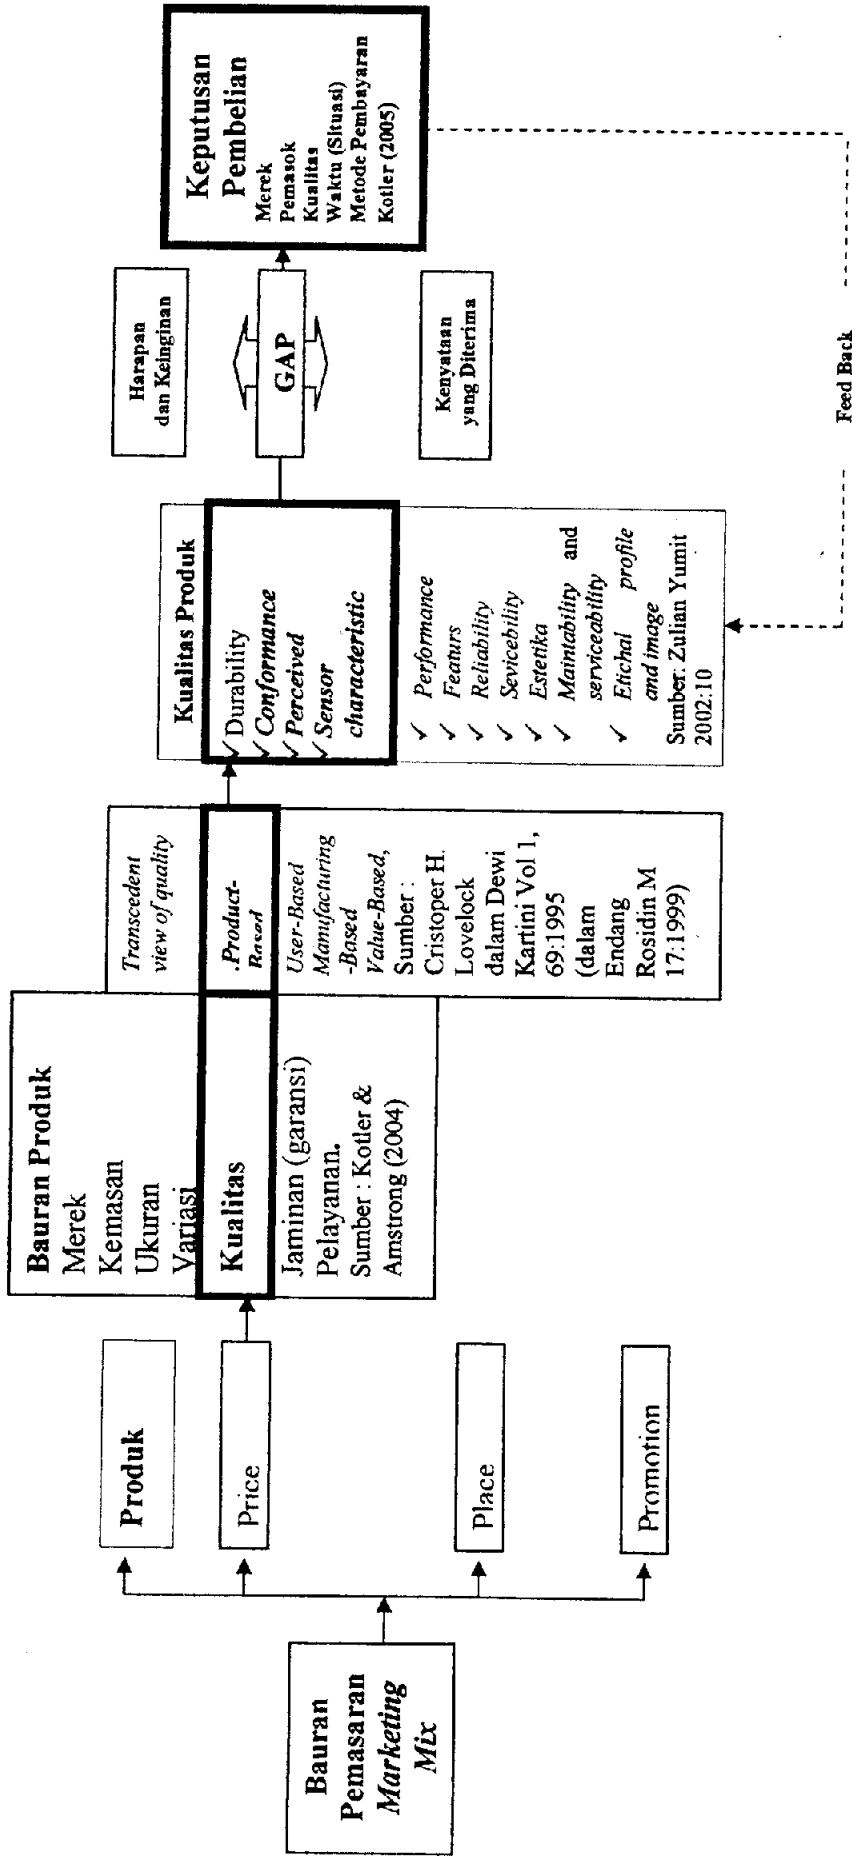 Bauran
Pemasaran
Marketing
Mix
Produk
Price
Place
Promotion
Bauran Produk
Merek
Kemasan
Ukuran
Variasi
Kualitas
Jaminan (garansi)
Pelayanan.
Sumber : Kotler &
Amstrong (2004)
Transcedent
view of quality
.Product-
Based
User-Based
Manufacturing
-Based
Value-Based,
Sumber :
Cristoper H.
Lovelock
dalam Dewi
Kartini Vol 1,
69:1995
(dalam
Endang
Rosidin M
17:1999)
Kualitas Produk
✓ Durability
✓ Conformance
✓ Perceived
✓ Sensor
characteristic
✓ Performance
✓ Featurs
✓ Reliability
✓ Sevicebility
✓ Estetika
✓ Maintability and
serviceability
✓ Etichal profile
and image
Sumber: Zulian Yumit
2002:10
Harapan
dan Keinginan
GAP
Kenyataan
yang Diterima
Keputusan
Pembelian
Merek
Pemasok
Kualitas
Waktu (Situasi)
Metode Pembayaran
Kotler (2005)
Feed Back